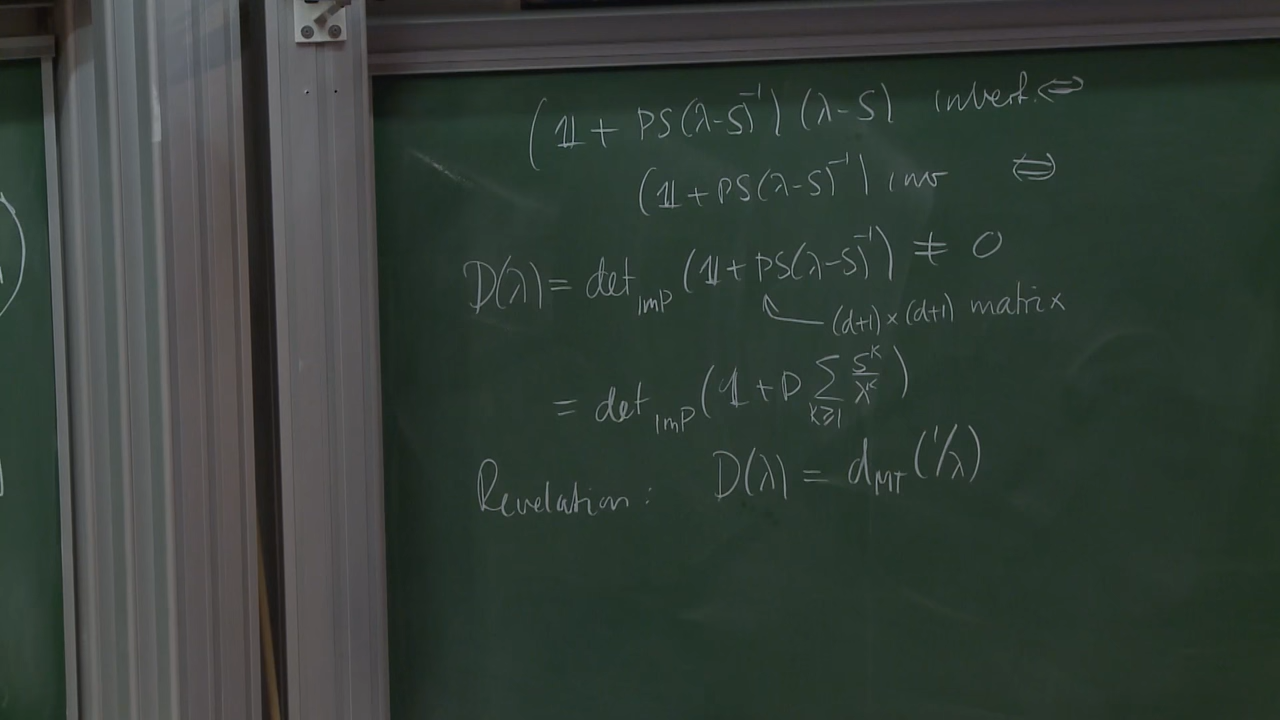 (𝟙 + PS(λ-S)⁻¹) (λ-S) invert. ⇔
(𝟙 + PS(λ-S)⁻¹) inv ⇔
D(λ) = det_imp (𝟙 + PS(λ-S)⁻¹) ≠ 0
(d+1) × (d+1) matrix
= det_imp (𝟙 + P ∑_{k≥1} S^k/λ^k)
Revelation: D(λ) = d_MT (1/λ)